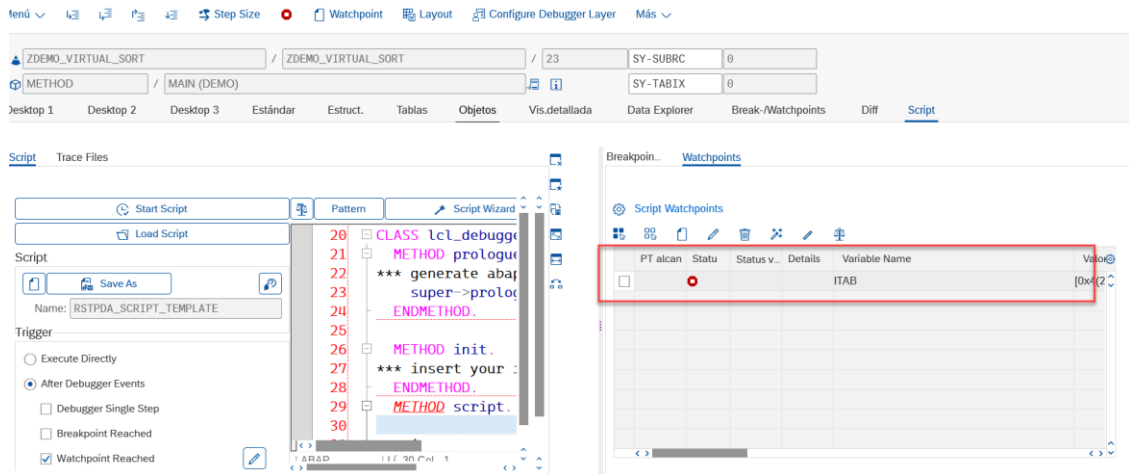 Menú Step Size Watchpoint Layout Configure Debugger Layer Más
ZDEMO_VIRTUAL_SORT / ZDEMO_VIRTUAL_SORT / 23 SY-SUBRC 0
METHOD / MAIN (DEMO) SY-TABIX 0
Desktop 1 Desktop 2 Desktop 3 Estándar Estruct. Tablas Objetos Vis.detallada Data Explorer Break-/Watchpoints Diff Script
Script Trace Files
Start Script
Load Script
Script
Save As
Name: RSTPDA_SCRIPT_TEMPLATE
Trigger
Execute Directly
After Debugger Events
Debugger Single Step
Breakpoint Reached
Watchpoint Reached
Pattern Script Wizard
20 CLASS lcl_debugge
21 METHOD prologue
22 *** generate abap
23 super->prolog
24 ENDMETHOD.
25
26 METHOD init.
27 *** insert your
28 ENDMETHOD.
29 METHOD script.
30
ABAP
Breakpoin... Watchpoints
Script Watchpoints
PT alcan Statu Status v... Details Variable Name Valor
ITAB [0x4(2